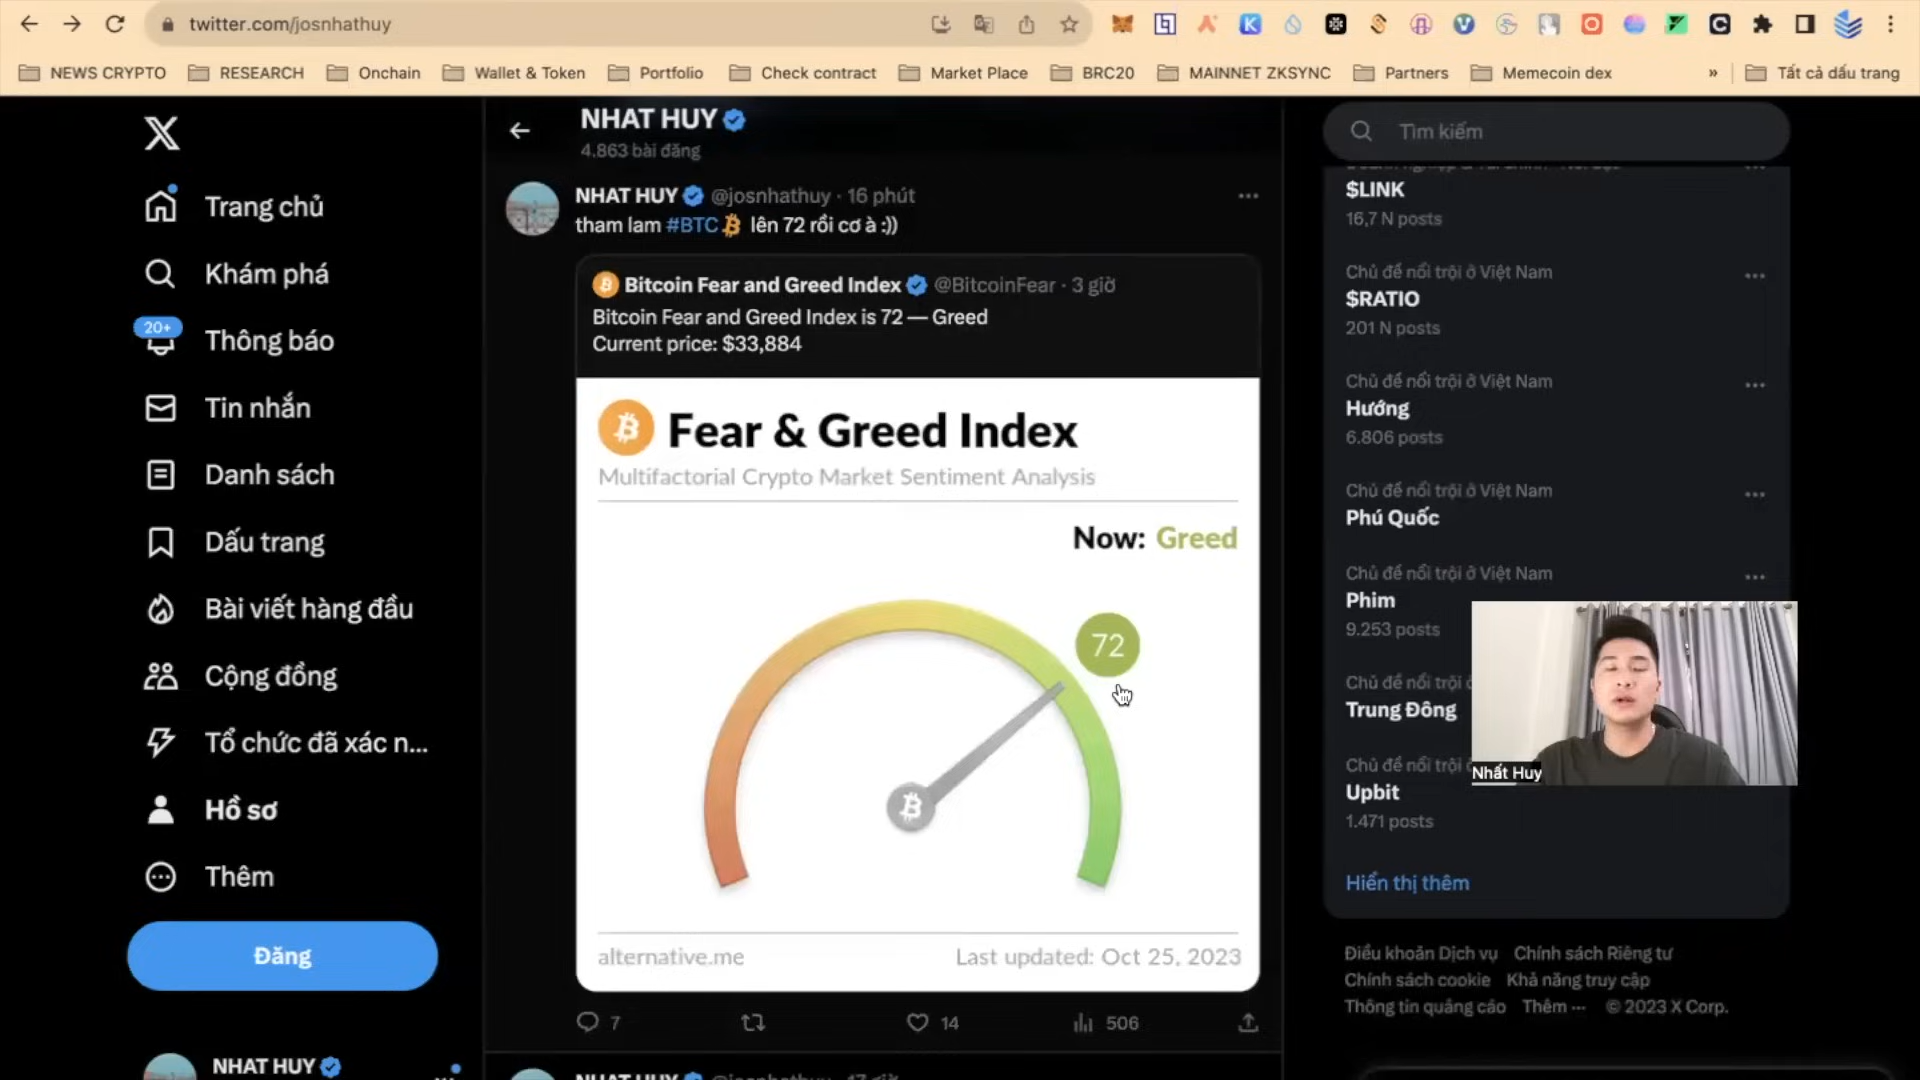 twitter.com/josnhathuy
NEWS CRYPTO
RESEARCH
Onchain
Wallet & Token
Portfolio
Check contract
Market Place
BRC20
MAINNET ZKSYNC
Partners
Memecoin dex
»
Tất cả dấu trang
Trang chủ
Khám phá
20+
Thông báo
Tin nhắn
Danh sách
Dấu trang
Bài viết hàng đầu
Cộng đồng
Tổ chức đã xác n...
Hồ sơ
Thêm
Đăng
NHAT HUY
NHAT HUY
4.863 bài đăng
NHAT HUY @josnhathuy · 16 phút
tham lam #BTC lên 72 rồi cơ à :))
Bitcoin Fear and Greed Index @BitcoinFear · 3 giờ
Bitcoin Fear and Greed Index is 72 — Greed
Current price: $33,884
Fear & Greed Index
Multifactorial Crypto Market Sentiment Analysis
Now: Greed
72
alternative.me
Last updated: Oct 25, 2023
7
14
506
Tìm kiếm
$LINK
16,7 N posts
Chủ đề nổi trội ở Việt Nam
$RATIO
201 N posts
Chủ đề nổi trội ở Việt Nam
Hướng
6.806 posts
Chủ đề nổi trội ở Việt Nam
Phú Quốc
Chủ đề nổi trội ở Việt Nam
Phim
9.253 posts
Chủ đề nổi trội
Trung Đông
Chủ đề nổi trội
Upbit
1.471 posts
Hiển thị thêm
Nhất Huy
Điều khoản Dịch vụ Chính sách Riêng tư
Chính sách cookie Khả năng truy cập
Thông tin quảng cáo Thêm ··· © 2023 X Corp.